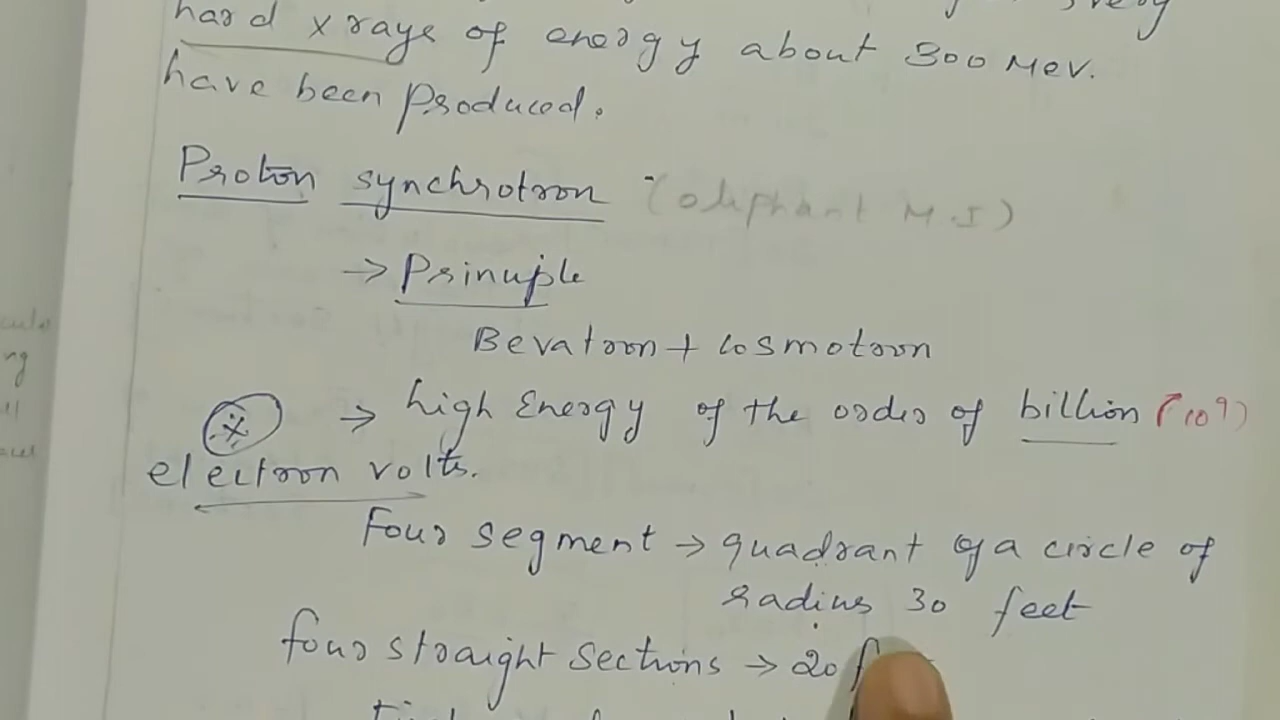 hard x rays of energy about 300 MeV.
have been produced.
Proton synchrotron (oliphant M.J)
→ Principle
Bevatron + Cosmotron
→ high Energy of the order of billion (10⁹)
electron volts.
Four segment → quadrant of a circle of
radius 30 feet
four straight sections → 20